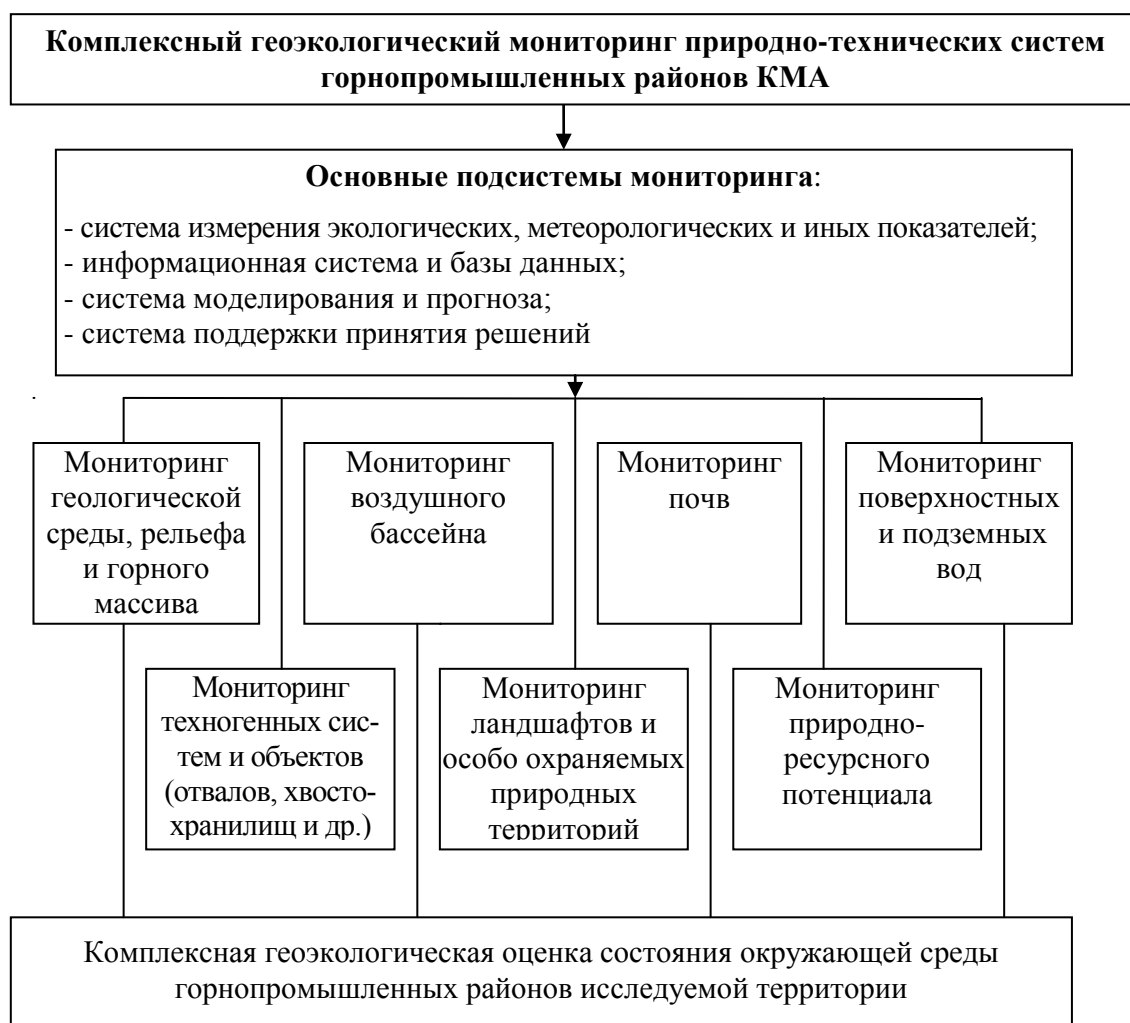 Комплексный геоэкологический мониторинг природно-технических систем
горнопромышленных районов КМА
Основные подсистемы мониторинга:
- система измерения экологических, метеорологических и иных показателей;
- информационная система и базы данных;
- система моделирования и прогноза;
- система поддержки принятия решений
Мониторинг
геологической
среды, рельефа
и горного
массива
Мониторинг
воздушного
бассейна
Мониторинг
почв
Мониторинг
поверхностных
и подземных
вод
Мониторинг
техногенных сис-
тем и объектов
(отвалов, хвосто-
хранилищ и др.)
Мониторинг
ландшафтов и
особо охраняемых
природных
территорий
Мониторинг
природно-
ресурсного
потенциала
Комплексная геоэкологическая оценка состояния окружающей среды
горнопромышленных районов исследуемой территории